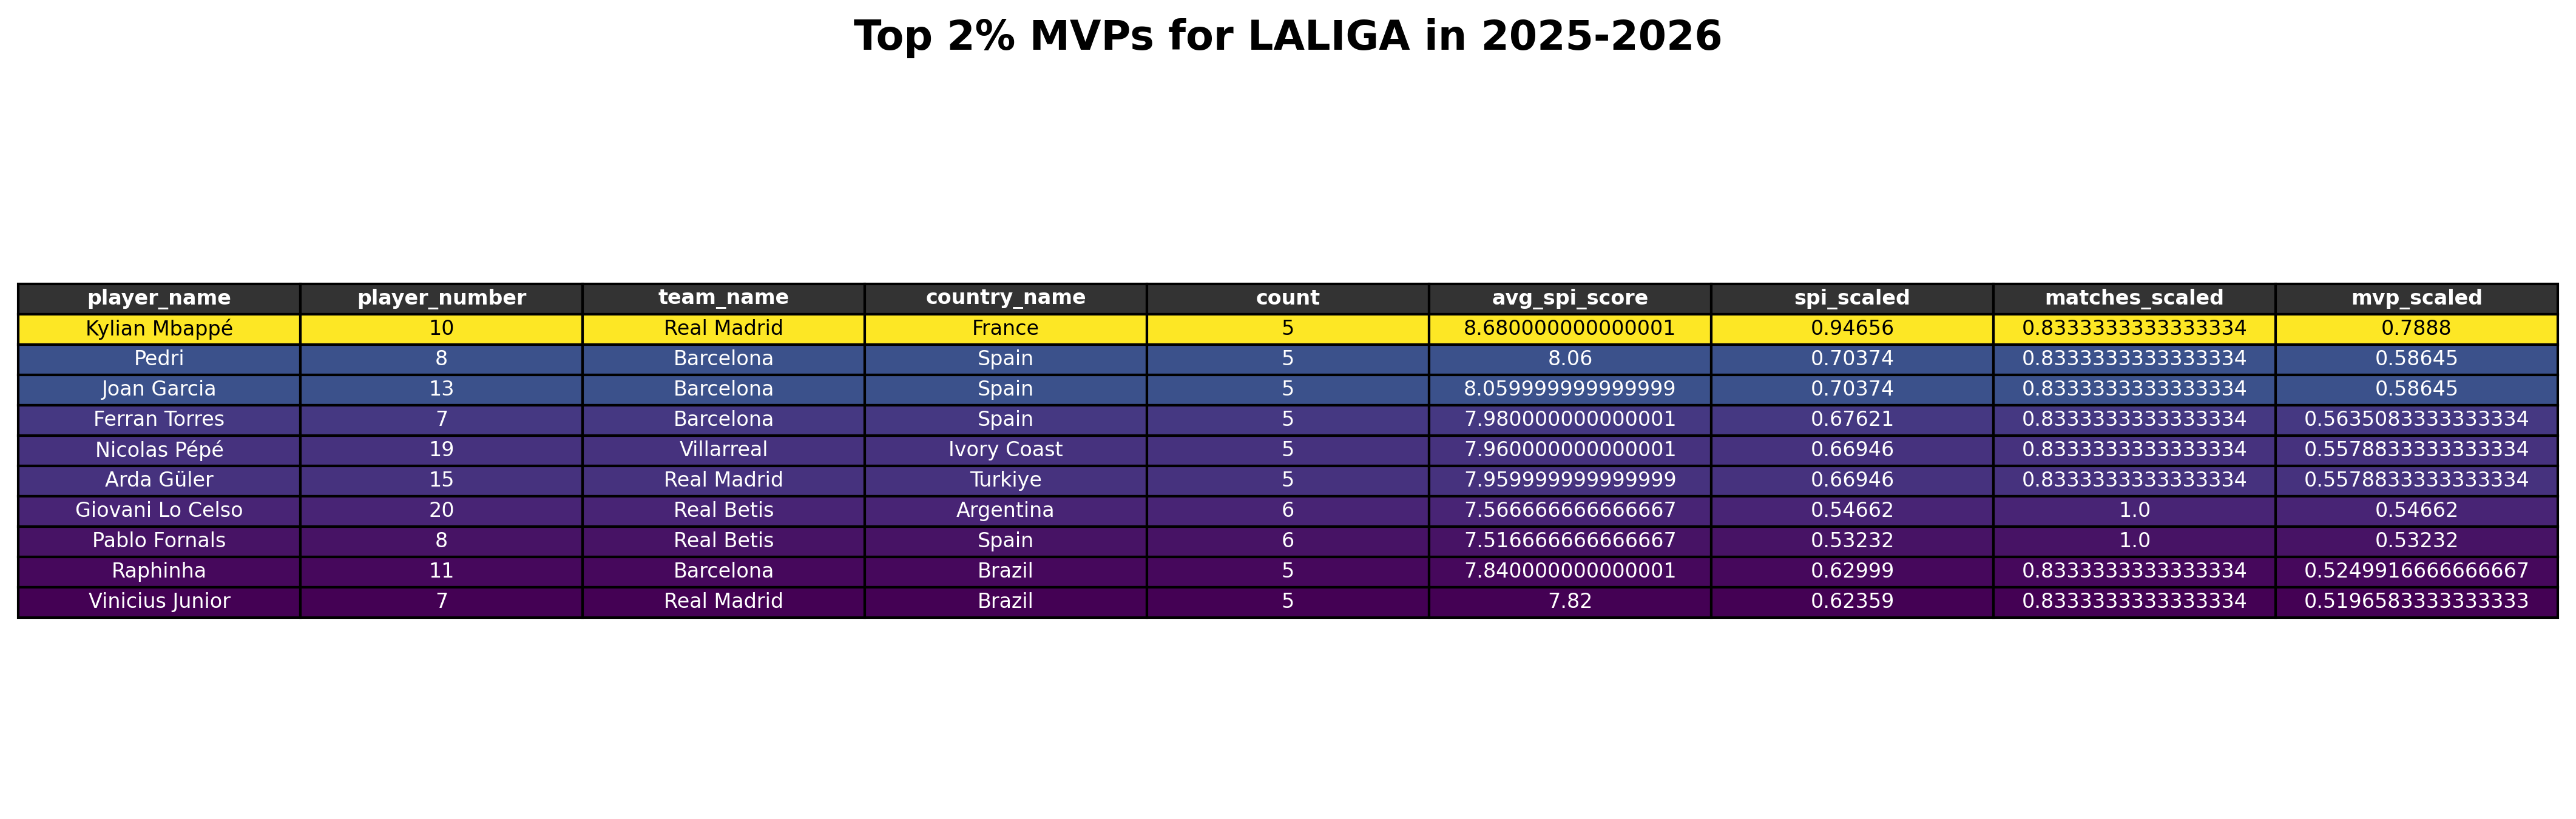 Top 2% MVPs for LALIGA in 2025-2026
player_name player_number team_name country_name count avg_spi_score spi_scaled matches_scaled mvp_scaled
Kylian Mbappé 10 Real Madrid France 5 8.680000000000001 0.94656 0.8333333333333334 0.7888
Pedri 8 Barcelona Spain 5 8.06 0.70374 0.8333333333333334 0.58645
Joan Garcia 13 Barcelona Spain 5 8.059999999999999 0.70374 0.8333333333333334 0.58645
Ferran Torres 7 Barcelona Spain 5 7.980000000000001 0.67621 0.8333333333333334 0.5635083333333334
Nicolas Pépé 19 Villarreal Ivory Coast 5 7.960000000000001 0.66946 0.8333333333333334 0.5578833333333334
Arda Güler 15 Real Madrid Turkiye 5 7.959999999999999 0.66946 0.8333333333333334 0.5578833333333334
Giovani Lo Celso 20 Real Betis Argentina 6 7.566666666666667 0.54662 1.0 0.54662
Pablo Fornals 8 Real Betis Spain 6 7.516666666666667 0.53232 1.0 0.53232
Raphinha 11 Barcelona Brazil 5 7.840000000000001 0.62999 0.8333333333333334 0.5249916666666667
Vinicius Junior 7 Real Madrid Brazil 5 7.82 0.62359 0.8333333333333334 0.5196583333333333